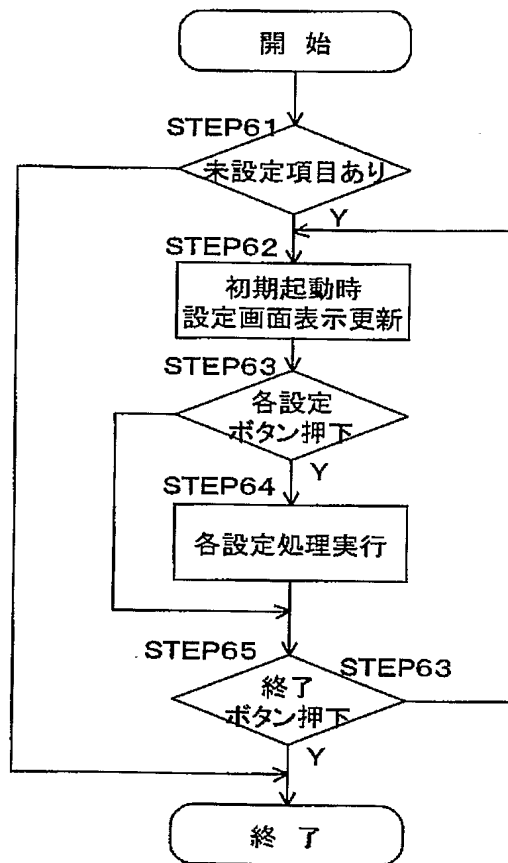 開 始
STEP61
未設定項目あり
Y
STEP62
初期起動時
設定画面表示更新
STEP63
各設定
ボタン押下
Y
STEP64
各設定処理実行
STEP65
STEP63
終了
ボタン押下
Y
終 了